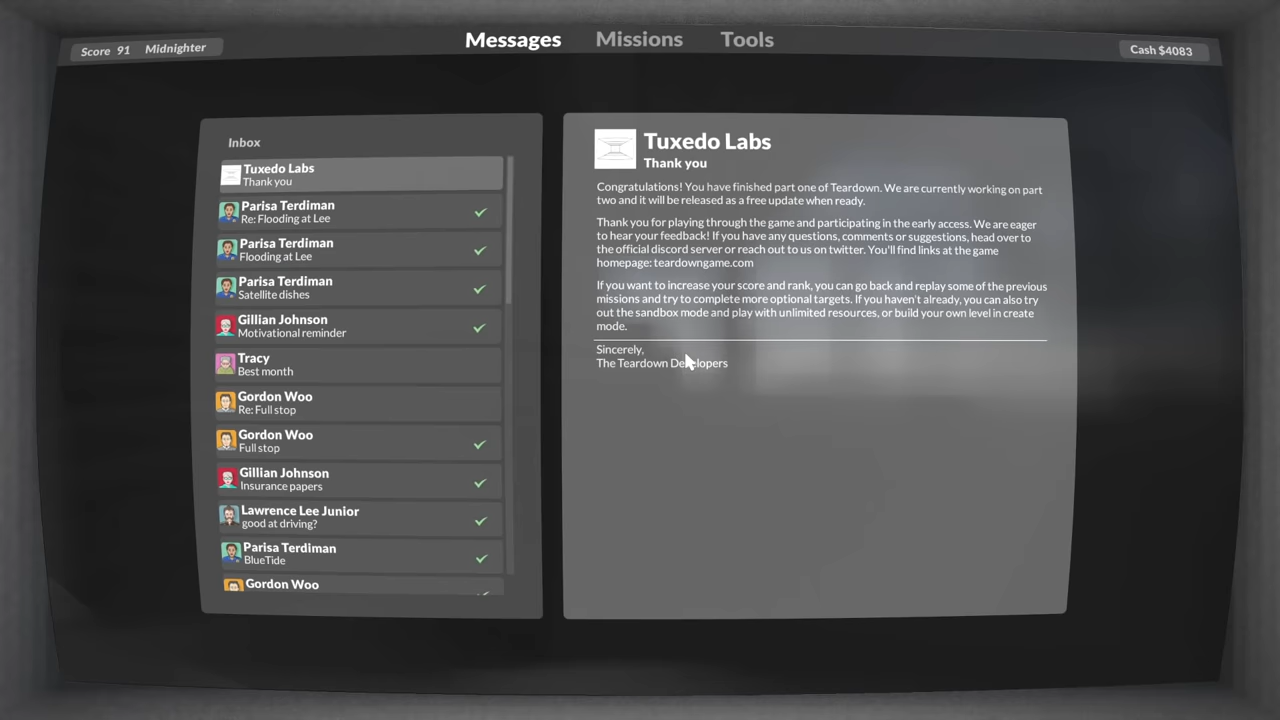 Score 91 Midnighter
Messages Missions Tools
Cash $4083
Inbox
Tuxedo Labs
Thank you
Parisa Terdiman
Re: Flooding at Lee
Parisa Terdiman
Flooding at Lee
Parisa Terdiman
Satellite dishes
Gillian Johnson
Motivational reminder
Tracy
Best month
Gordon Woo
Re: Full stop
Gordon Woo
Full stop
Gillian Johnson
Insurance papers
Lawrence Lee Junior
good at driving?
Parisa Terdiman
BlueTide
Gordon Woo
Tuxedo Labs
Thank you
Congratulations! You have finished part one of Teardown. We are currently working on part
two and it will be released as a free update when ready.
Thank you for playing through the game and participating in the early access. We are eager
to hear your feedback! If you have any questions, comments or suggestions, head over to
the official discord server or reach out to us on twitter. You'll find links at the game
homepage: teardowngame.com
If you want to increase your score and rank, you can go back and replay some of the previous
missions and try to complete more optional targets. If you haven't already, you can also try
out the sandbox mode and play with unlimited resources, or build your own level in create
mode.
Sincerely,
The Teardown Developers